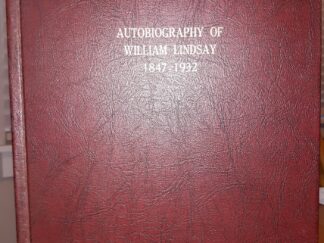 AUTOBIOGRAPHY OF
WILLIAM LINDSAY
1847-1932